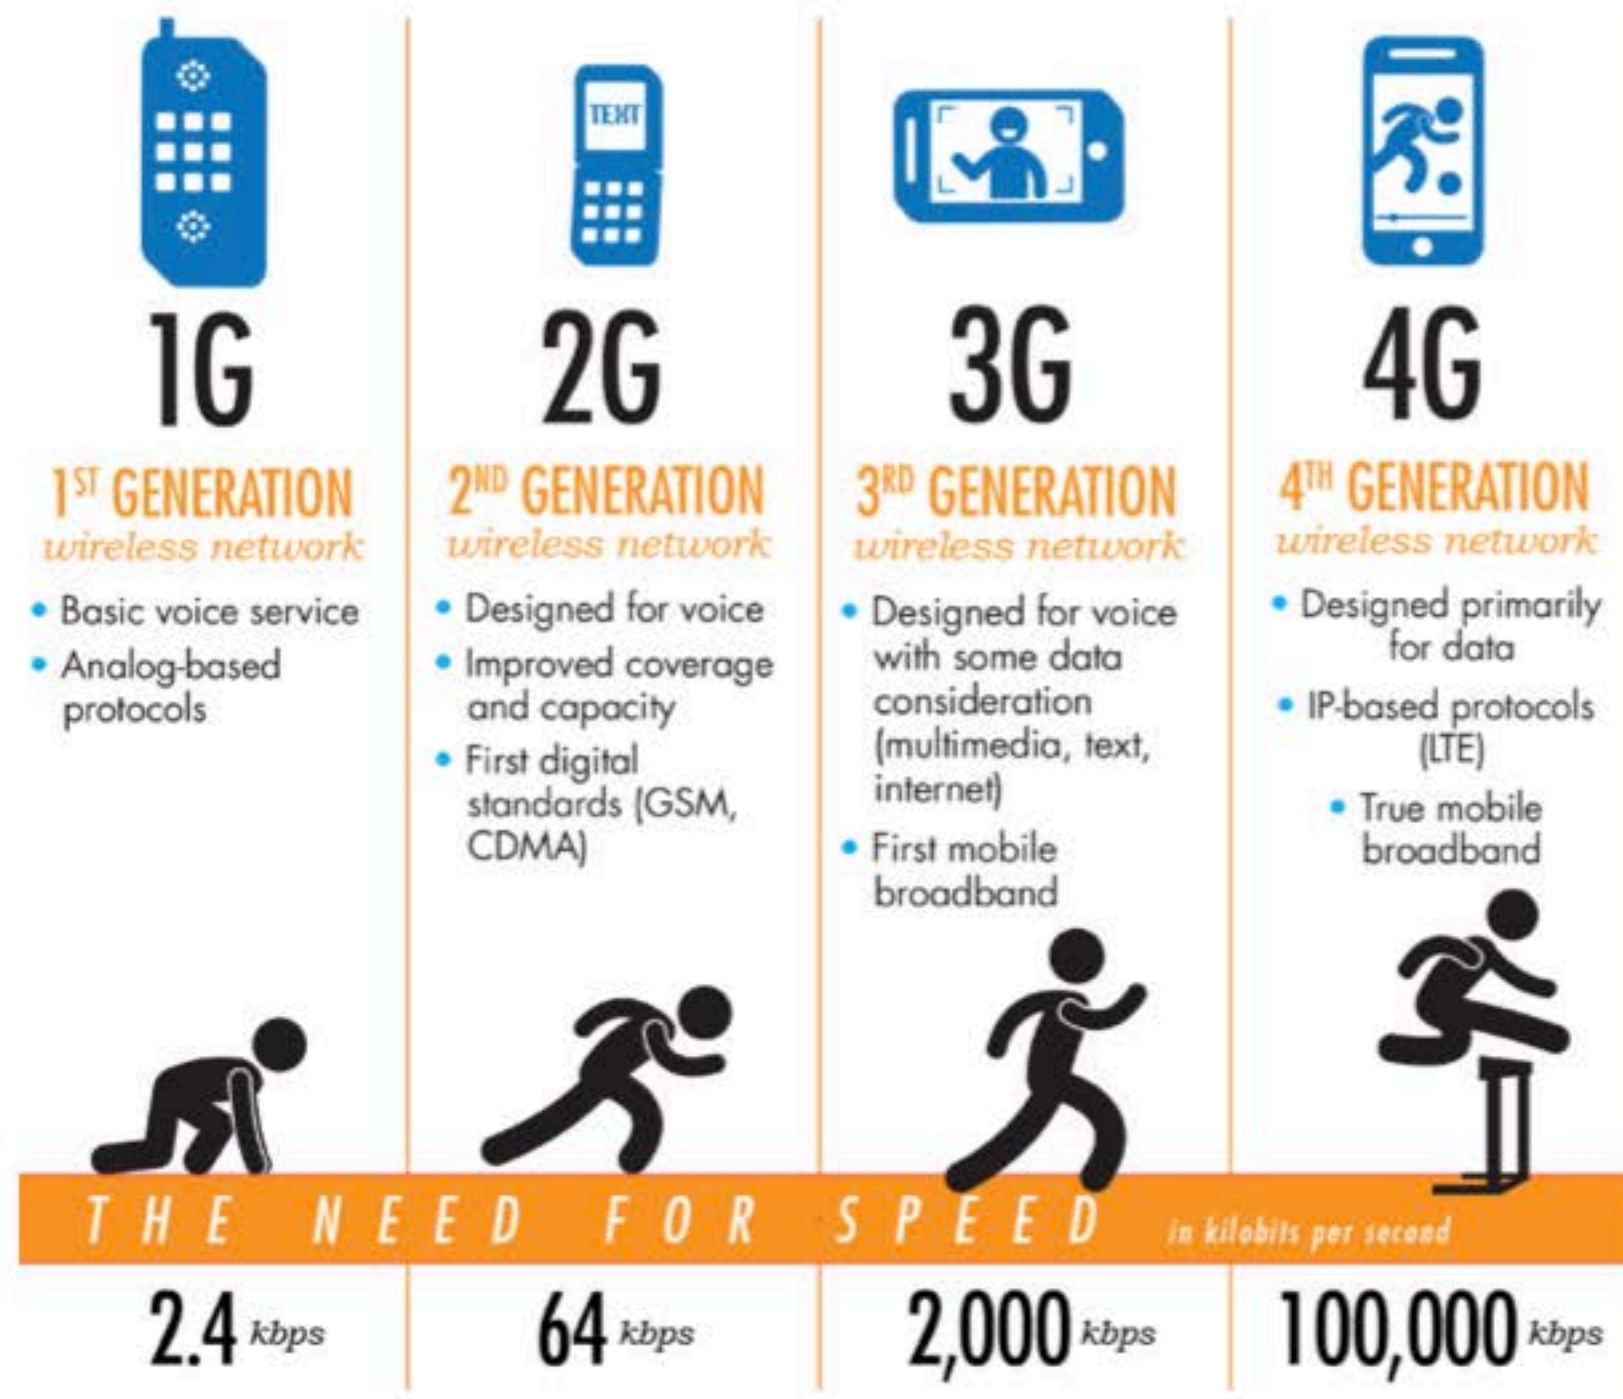 TEXT
1G
1ST GENERATION
wireless network
• Basic voice service
• Analog-based
protocols
2G
2ND GENERATION
wireless network
• Designed for voice
• Improved coverage
and capacity
• First digital
standards (GSM,
CDMA)
3G
3RD GENERATION
wireless network
• Designed for voice
with some data
consideration
(multimedia, text,
internet)
• First mobile
broadband
4G
4TH GENERATION
wireless network
• Designed primarily
for data
• IP-based protocols
(LTE)
• True mobile
broadband
THE NEED FOR SPEED in kilobits per second
2.4 kbps
64 kbps
2,000 kbps
100,000 kbps